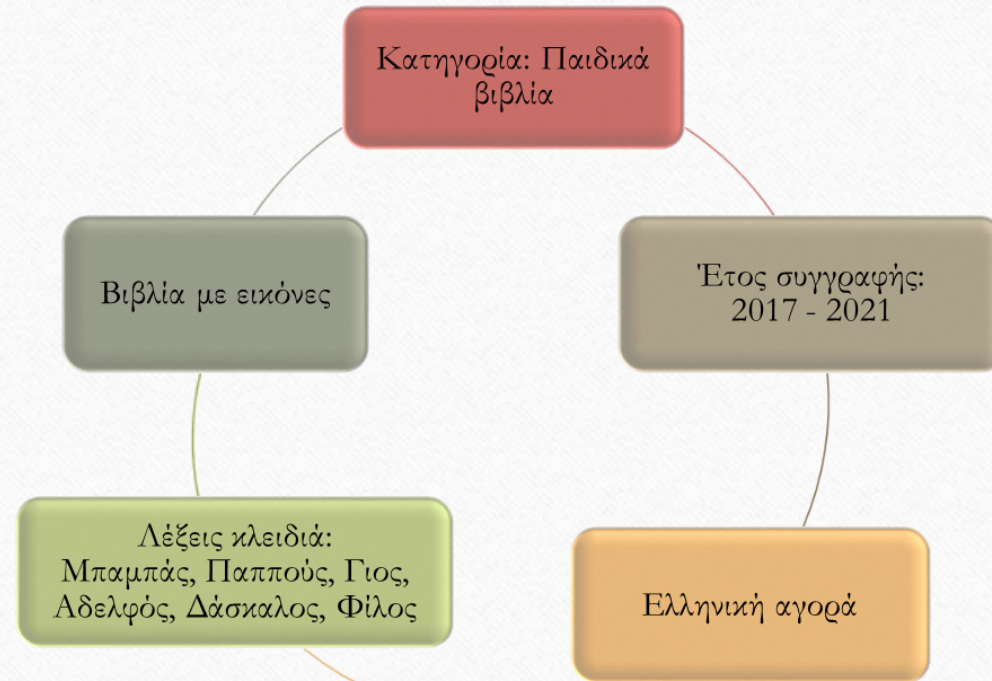 Κατηγορία: Παιδικά
βιβλία
Βιβλία με εικόνες
Έτος συγγραφής:
2017 - 2021
Λέξεις κλειδιά:
Μπαμπάς, Παππούς, Γιος,
Αδελφός, Δάσκαλος, Φίλος
Ελληνική αγορά